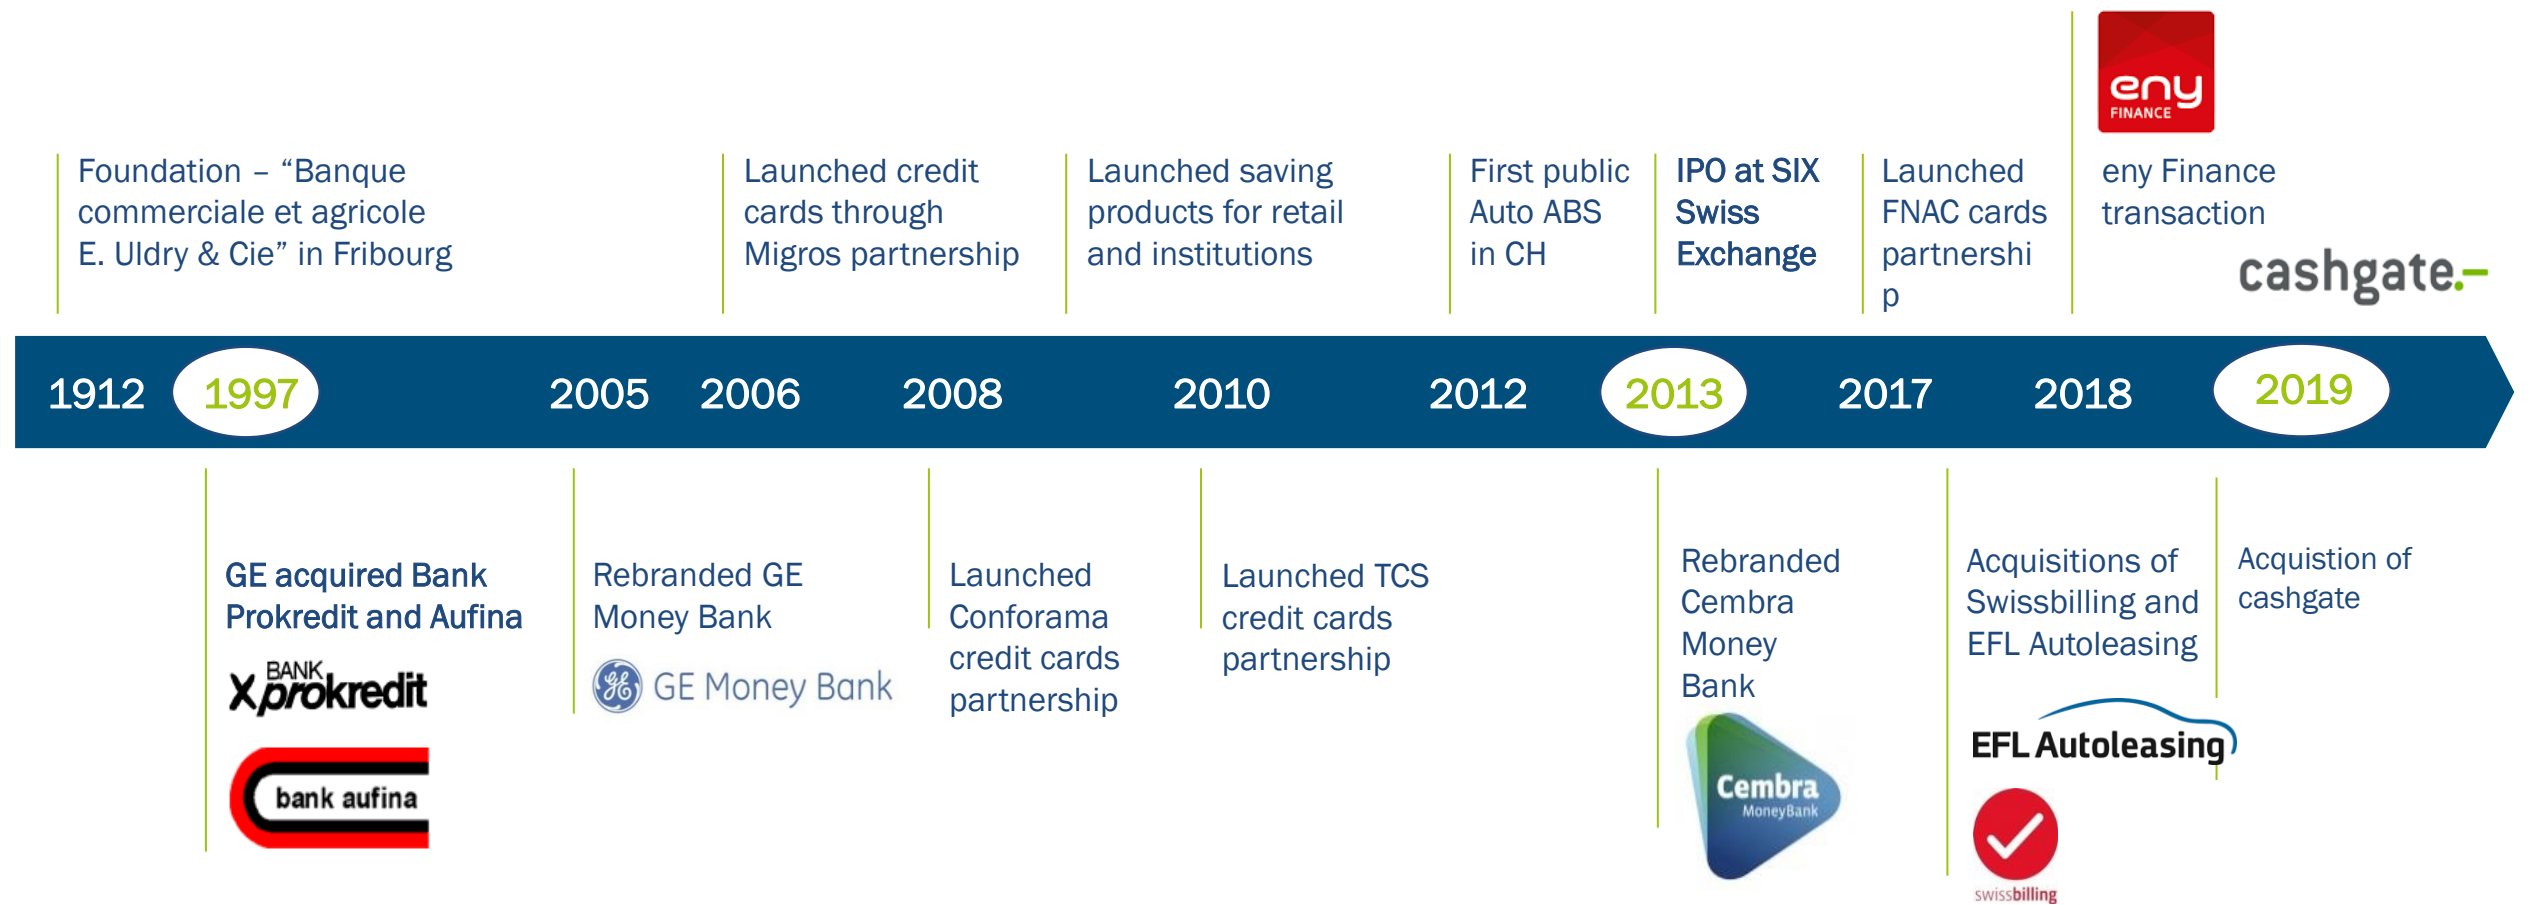 eny
FINANCE
Foundation – “Banque
commerciale et agricole
E. Uldry & Cie” in Fribourg
Launched credit
cards through
Migros partnership
Launched saving
products for retail
and institutions
First public
Auto ABS
in CH
IPO at SIX
Swiss
Exchange
Launched
FNAC cards
partnershi
p
eny Finance
transaction
cashgate.–
1912
1997
2005
2006
2008
2010
2012
2013
2017
2018
2019
GE acquired Bank
Prokredit and Aufina
BANK
Xprokredit
bank aufina
Rebranded GE
Money Bank
GE Money Bank
Launched
Conforama
credit cards
partnership
Launched TCS
credit cards
partnership
Rebranded
Cembra
Money
Bank
Cembra
MoneyBank
Acquisitions of
Swissbilling and
EFL Autoleasing
EFL Autoleasing
swissbilling
Acquistion of
cashgate